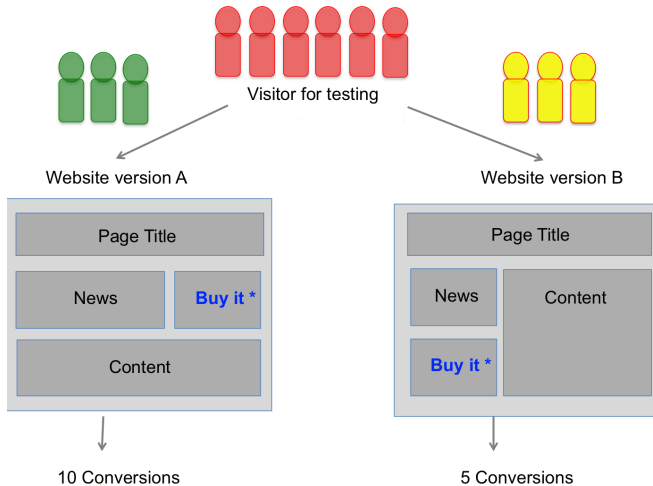 Visitor for testing
Website version A
Website version B
Page Title
News
Buy it *
Content
Page Title
News
Content
Buy it *
10 Conversions
5 Conversions